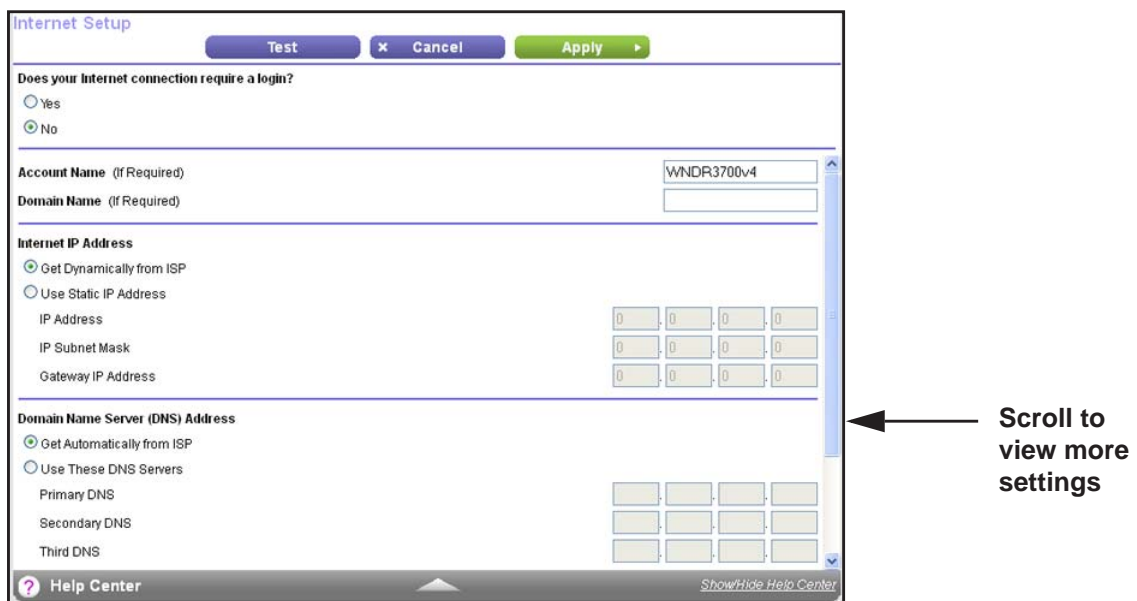 Internet Setup
Test
× Cancel
Apply
Does your Internet connection require a login?
Yes
No
Account Name (If Required)
WNDR3700v4
Domain Name (If Required)
Internet IP Address
Get Dynamically from ISP
Use Static IP Address
IP Address
0 . 0 . 0 . 0
IP Subnet Mask
0 . 0 . 0 . 0
Gateway IP Address
0 . 0 . 0 . 0
Domain Name Server (DNS) Address
Get Automatically from ISP
Use These DNS Servers
Primary DNS
. . .
Secondary DNS
. . .
Third DNS
. . .
? Help Center
Show/Hide Help Center
Scroll to
view more
settings